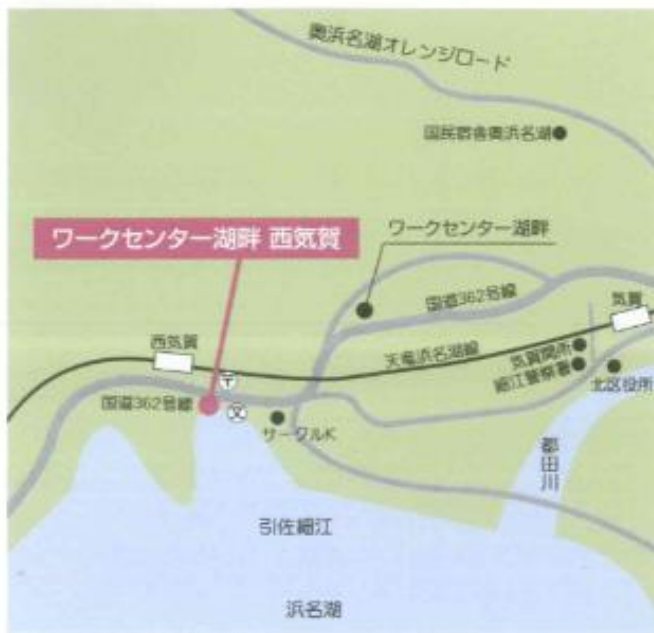 奥浜名湖オレンジロード
国民宿舎奥浜名湖
ワークセンター湖畔 西気賀
ワークセンター湖畔
国道362号線
気賀
西気賀
天竜浜名湖線
気賀関所
細江警察署
北区役所
〒
国道362号線
文
サークルK
都田川
引佐細江
浜名湖